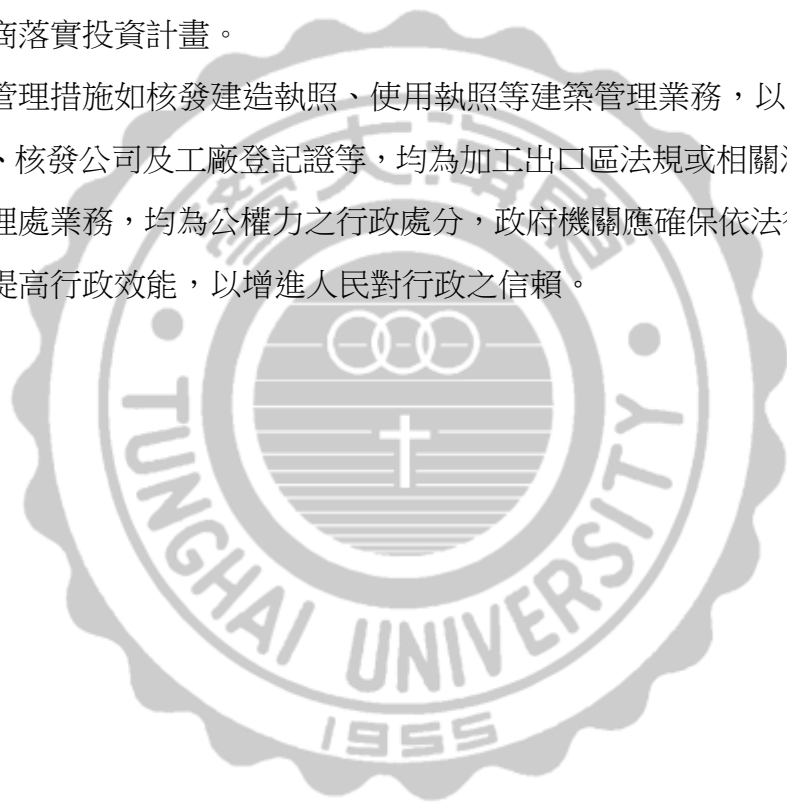 商落實投資計畫。
管理措施如核發建造執照、使用執照等建築管理業務,以
、核發公司及工廠登記證等,均為加工出口區法規或相關
理處業務,均為公權力之行政處分,政府機關應確保依法
提高行政效能,以增進人民對行政之信賴。
學大海東
TUNGHAI UNIVERSITY
1955